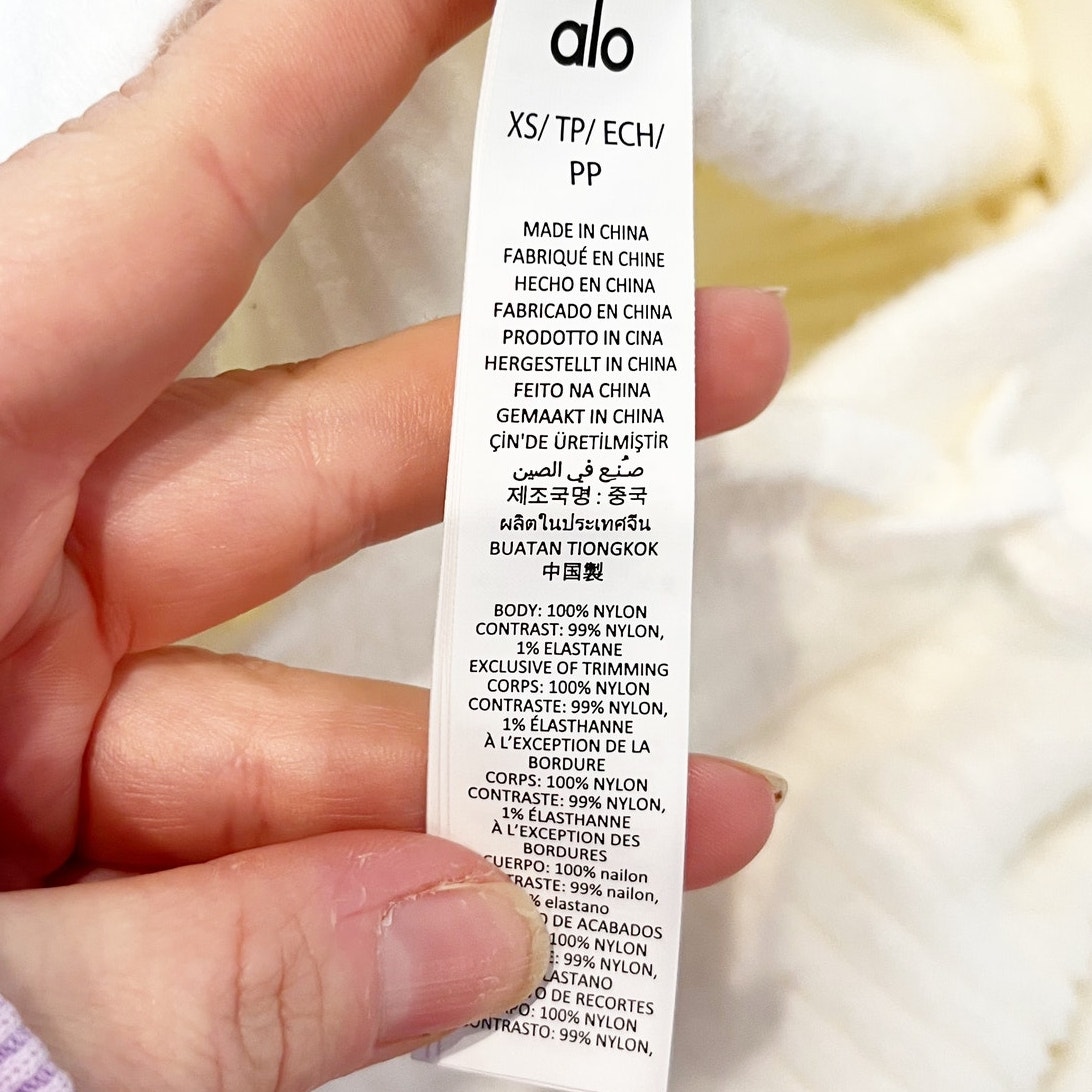 alo
XS/ TP/ ECH/
PP
MADE IN CHINA
FABRIQUÉ EN CHINE
HECHO EN CHINA
FABRICADO EN CHINA
PRODOTTO IN CINA
HERGESTELLT IN CHINA
FEITO NA CHINA
GEMAAKT IN CHINA
ÇİN'DE ÜRETİLMİŞTİR
صُنِع في الصين
제조국명 : 중국
ผลิตในประเทศจีน
BUATAN TIONGKOK
中国製
BODY: 100% NYLON
CONTRAST: 99% NYLON,
1% ELASTANE
EXCLUSIVE OF TRIMMING
CORPS: 100% NYLON
CONTRASTE: 99% NYLON,
1% ÉLASTHANNE
À L'EXCEPTION DE LA
BORDURE
CORPS: 100% NYLON
CONTRASTE: 99% NYLON,
1% ÉLASTHANNE
À L'EXCEPTION DES
BORDURES
CUERPO: 100% nailon
99% nailon,
elastano
DE ACABADOS
100% NYLON
99% NYLON,
DE RECORTES
100% NYLON
CONTRASTO: 99% NYLON,